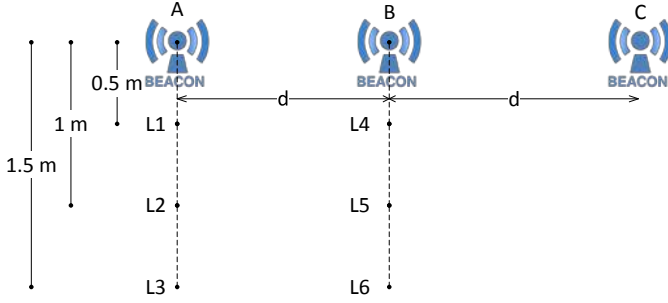 A B C
BEACON BEACON BEACON
0.5 m
d d
L1 L4
1 m
1.5 m
L2 L5
L3 L6